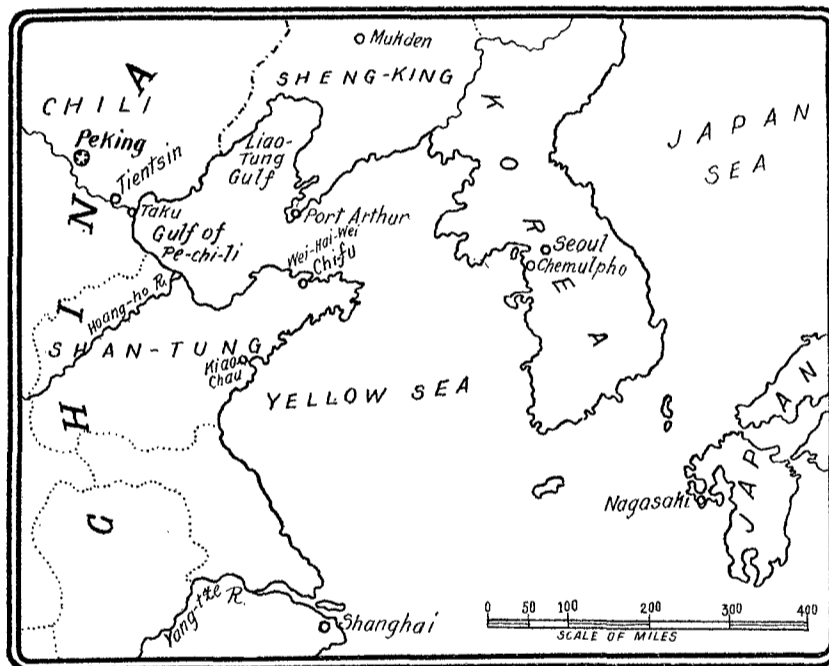 Mukden
SHENG-KING
CHILI
Peking
Tientsin
Taku
Liao-
Tung
Gulf
Gulf of
Pe-chi-li
Port Arthur
Wei-Hai-Wei
Chifu
KOREA
Seoul
Chemulpho
JAPAN
SEA
Hoang-ho R.
SHAN-TUNG
Kiao
Chau
YELLOW SEA
CHINA
JAPAN
Nagasaki
Yang-tze R.
Shanghai
0 50 100 200 300 400
SCALE OF MILES